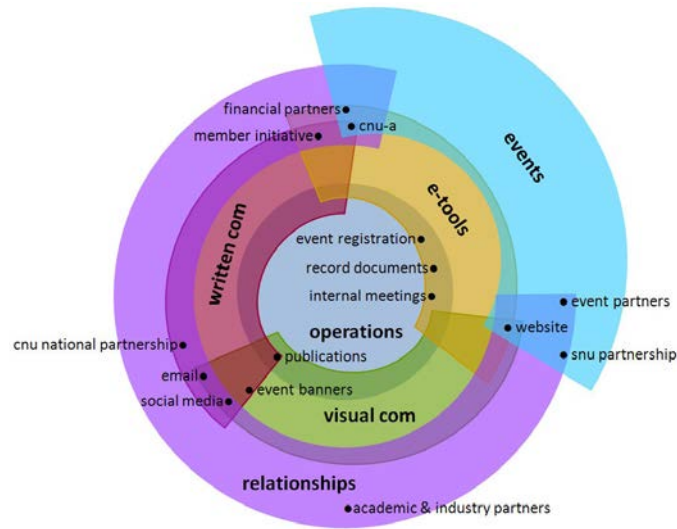 financial partners
cnu-a
member initiative
events
e-tools
written com
event registration
record documents
internal meetings
event partners
website
operations
cnu national partnership
publications
snu partnership
email
event banners
social media
visual com
relationships
academic & industry partners